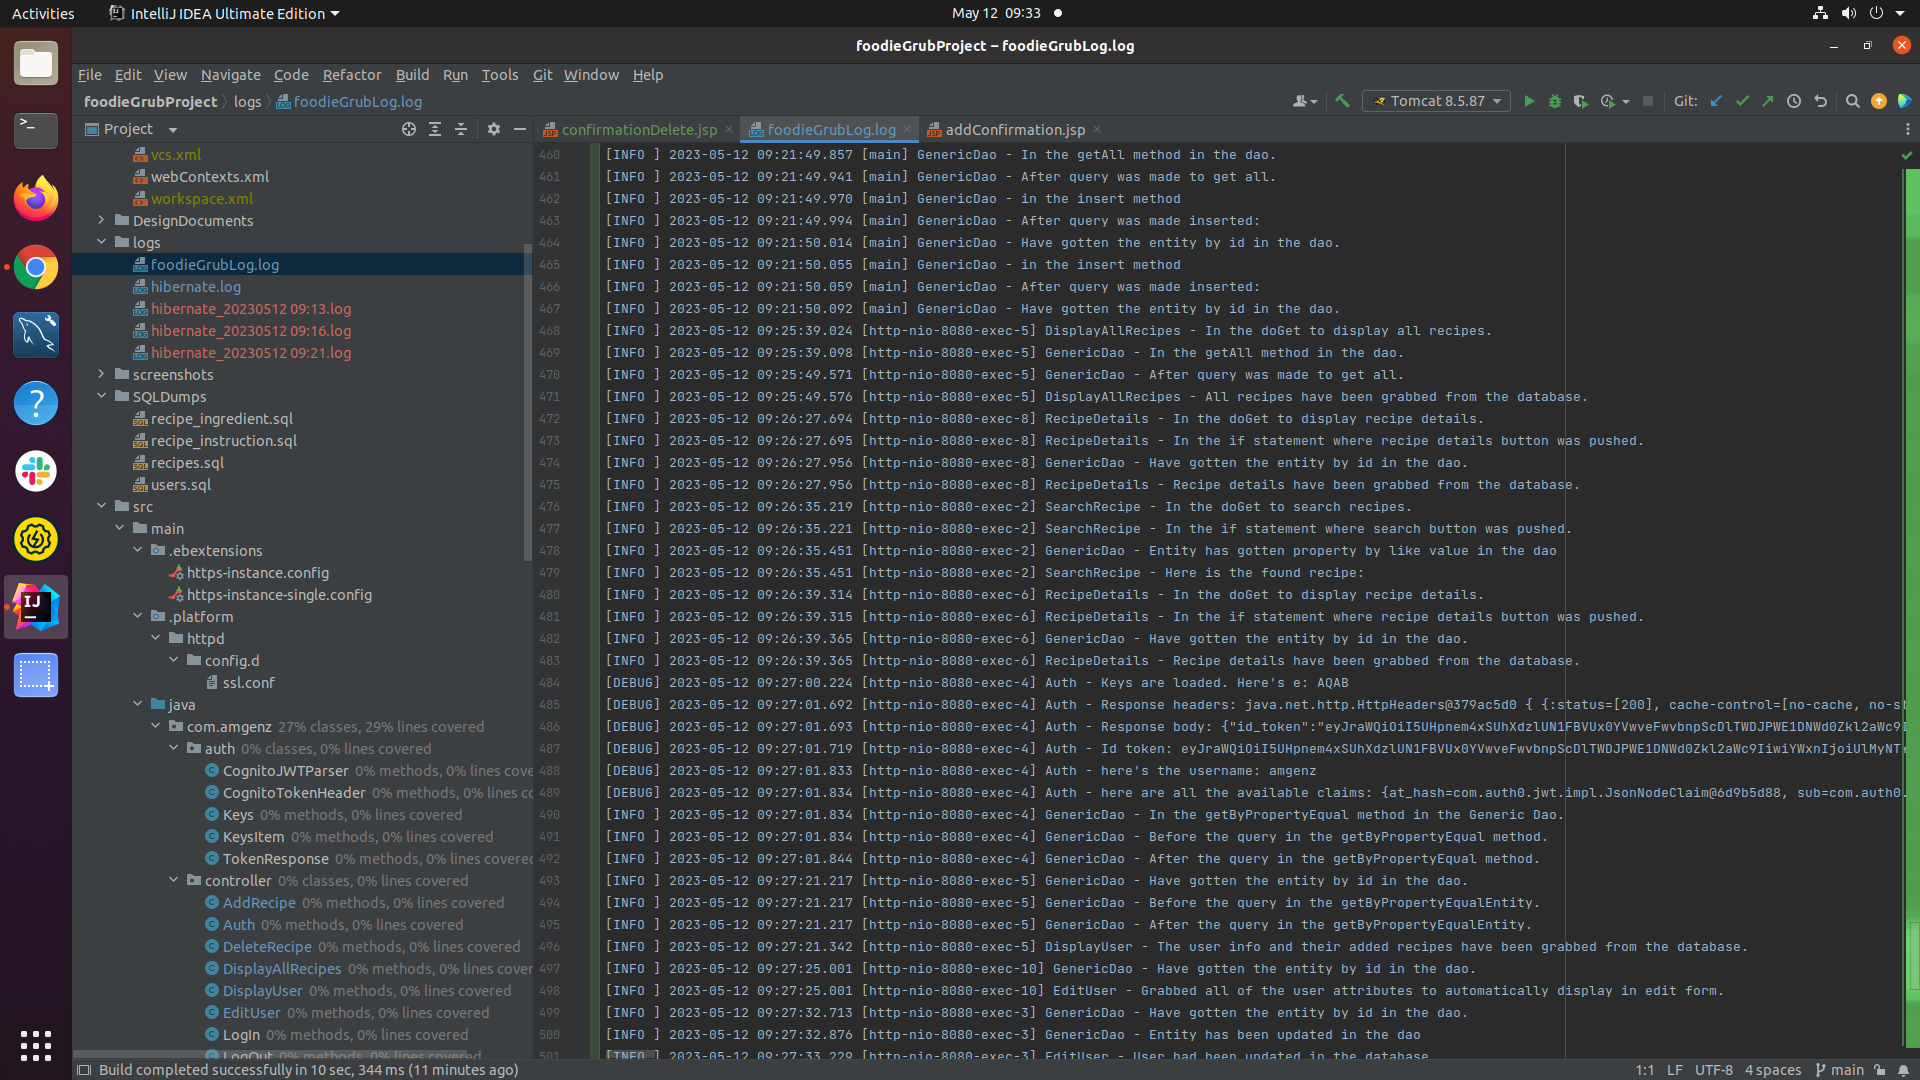 Activities
IntelliJ IDEA Ultimate Edition
May 12 09:33
foodieGrubProject – foodieGrubLog.log
File Edit View Navigate Code Refactor Build Run Tools Git Window Help
foodieGrubProject logs foodieGrubLog.log
Tomcat 8.5.87
Git:
Project
confirmationDelete.jsp
foodieGrubLog.log
addConfirmation.jsp
vcs.xml
webContexts.xml
workspace.xml
DesignDocuments
logs
foodieGrubLog.log
hibernate.log
hibernate_20230512 09:13.log
hibernate_20230512 09:16.log
hibernate_20230512 09:21.log
screenshots
SQLDumps
recipe_ingredient.sql
recipe_instruction.sql
recipes.sql
users.sql
src
main
.ebextensions
https-instance.config
https-instance-single.config
.platform
httpd
config.d
ssl.conf
java
com.amgenz 27% classes, 29% lines covered
auth 0% classes, 0% lines covered
CognitoJWTParser 0% methods, 0% lines cove
CognitoTokenHeader 0% methods, 0% lines co
Keys 0% methods, 0% lines covered
KeysItem 0% methods, 0% lines covered
TokenResponse 0% methods, 0% lines covered
controller 0% classes, 0% lines covered
AddRecipe 0% methods, 0% lines covered
Auth 0% methods, 0% lines covered
DeleteRecipe 0% methods, 0% lines covered
DisplayAllRecipes 0% methods, 0% lines cover
DisplayUser 0% methods, 0% lines covered
EditUser 0% methods, 0% lines covered
LogIn 0% methods, 0% lines covered
LogOut 0% methods, 0% lines covered
460 [INFO ] 2023-05-12 09:21:49.857 [main] GenericDao - In the getAll method in the dao.
461 [INFO ] 2023-05-12 09:21:49.941 [main] GenericDao - After query was made to get all.
462 [INFO ] 2023-05-12 09:21:49.970 [main] GenericDao - in the insert method
463 [INFO ] 2023-05-12 09:21:49.994 [main] GenericDao - After query was made inserted:
464 [INFO ] 2023-05-12 09:21:50.014 [main] GenericDao - Have gotten the entity by id in the dao.
465 [INFO ] 2023-05-12 09:21:50.055 [main] GenericDao - in the insert method
466 [INFO ] 2023-05-12 09:21:50.059 [main] GenericDao - After query was made inserted:
467 [INFO ] 2023-05-12 09:21:50.092 [main] GenericDao - Have gotten the entity by id in the dao.
468 [INFO ] 2023-05-12 09:25:39.024 [http-nio-8080-exec-5] DisplayAllRecipes - In the doGet to display all recipes.
469 [INFO ] 2023-05-12 09:25:39.098 [http-nio-8080-exec-5] GenericDao - In the getAll method in the dao.
470 [INFO ] 2023-05-12 09:25:49.571 [http-nio-8080-exec-5] GenericDao - After query was made to get all.
471 [INFO ] 2023-05-12 09:25:49.576 [http-nio-8080-exec-5] DisplayAllRecipes - All recipes have been grabbed from the database.
472 [INFO ] 2023-05-12 09:26:27.694 [http-nio-8080-exec-8] RecipeDetails - In the doGet to display recipe details.
473 [INFO ] 2023-05-12 09:26:27.695 [http-nio-8080-exec-8] RecipeDetails - In the if statement where recipe details button was pushed.
474 [INFO ] 2023-05-12 09:26:27.956 [http-nio-8080-exec-8] GenericDao - Have gotten the entity by id in the dao.
475 [INFO ] 2023-05-12 09:26:27.956 [http-nio-8080-exec-8] RecipeDetails - Recipe details have been grabbed from the database.
476 [INFO ] 2023-05-12 09:26:35.219 [http-nio-8080-exec-2] SearchRecipe - In the doGet to search recipes.
477 [INFO ] 2023-05-12 09:26:35.221 [http-nio-8080-exec-2] SearchRecipe - In the if statement where search button was pushed.
478 [INFO ] 2023-05-12 09:26:35.451 [http-nio-8080-exec-2] GenericDao - Entity has gotten property by like value in the dao
479 [INFO ] 2023-05-12 09:26:35.451 [http-nio-8080-exec-2] SearchRecipe - Here is the found recipe:
480 [INFO ] 2023-05-12 09:26:39.314 [http-nio-8080-exec-6] RecipeDetails - In the doGet to display recipe details.
481 [INFO ] 2023-05-12 09:26:39.315 [http-nio-8080-exec-6] RecipeDetails - In the if statement where recipe details button was pushed.
482 [INFO ] 2023-05-12 09:26:39.365 [http-nio-8080-exec-6] GenericDao - Have gotten the entity by id in the dao.
483 [INFO ] 2023-05-12 09:26:39.365 [http-nio-8080-exec-6] RecipeDetails - Recipe details have been grabbed from the database.
484 [DEBUG] 2023-05-12 09:27:00.224 [http-nio-8080-exec-4] Auth - Keys are loaded. Here's e: AQAB
485 [DEBUG] 2023-05-12 09:27:01.692 [http-nio-8080-exec-4] Auth - Response headers: java.net.http.HttpHeaders@379ac5d0 { {:status=[200], cache-control=[no-cache, no-st
486 [DEBUG] 2023-05-12 09:27:01.693 [http-nio-8080-exec-4] Auth - Response body: {"id_token":"eyJraWQiOiI5UHpnem4xSUhXdzlUN1FBVUx0YVwveFwvbnpScDlTWDJPWE1DNWd0Zkl2aWc9I
487 [DEBUG] 2023-05-12 09:27:01.719 [http-nio-8080-exec-4] Auth - Id token: eyJraWQiOiI5UHpnem4xSUhXdzlUN1FBVUx0YVwveFwvbnpScDlTWDJPWE1DNWd0Zkl2aWc9IiwiYWxnIjoiUlMyNT
488 [DEBUG] 2023-05-12 09:27:01.833 [http-nio-8080-exec-4] Auth - here's the username: amgenz
489 [DEBUG] 2023-05-12 09:27:01.834 [http-nio-8080-exec-4] Auth - here are all the available claims: {at_hash=com.auth0.jwt.impl.JsonNodeClaim@6d9b5d88, sub=com.auth0.
490 [INFO ] 2023-05-12 09:27:01.834 [http-nio-8080-exec-4] GenericDao - In the getByPropertyEqual method in the Generic Dao.
491 [INFO ] 2023-05-12 09:27:01.834 [http-nio-8080-exec-4] GenericDao - Before the query in the getByPropertyEqual method.
492 [INFO ] 2023-05-12 09:27:01.844 [http-nio-8080-exec-4] GenericDao - After the query in the getByPropertyEqual method.
493 [INFO ] 2023-05-12 09:27:21.217 [http-nio-8080-exec-5] GenericDao - Have gotten the entity by id in the dao.
494 [INFO ] 2023-05-12 09:27:21.217 [http-nio-8080-exec-5] GenericDao - Before the query in the getByPropertyEqualEntity.
495 [INFO ] 2023-05-12 09:27:21.217 [http-nio-8080-exec-5] GenericDao - After the query in the getByPropertyEqualEntity.
496 [INFO ] 2023-05-12 09:27:21.342 [http-nio-8080-exec-5] DisplayUser - The user info and their added recipes have been grabbed from the database.
497 [INFO ] 2023-05-12 09:27:25.001 [http-nio-8080-exec-10] GenericDao - Have gotten the entity by id in the dao.
498 [INFO ] 2023-05-12 09:27:25.001 [http-nio-8080-exec-10] EditUser - Grabbed all of the user attributes to automatically display in edit form.
499 [INFO ] 2023-05-12 09:27:32.713 [http-nio-8080-exec-3] GenericDao - Have gotten the entity by id in the dao.
500 [INFO ] 2023-05-12 09:27:32.876 [http-nio-8080-exec-3] GenericDao - Entity has been updated in the dao
501 [INFO ] 2023-05-12 09:27:33.229 [http-nio-8080-exec-3] EditUser - User had been updated in the database
Build completed successfully in 10 sec, 344 ms (11 minutes ago)
1:1 LF UTF-8 4 spaces main